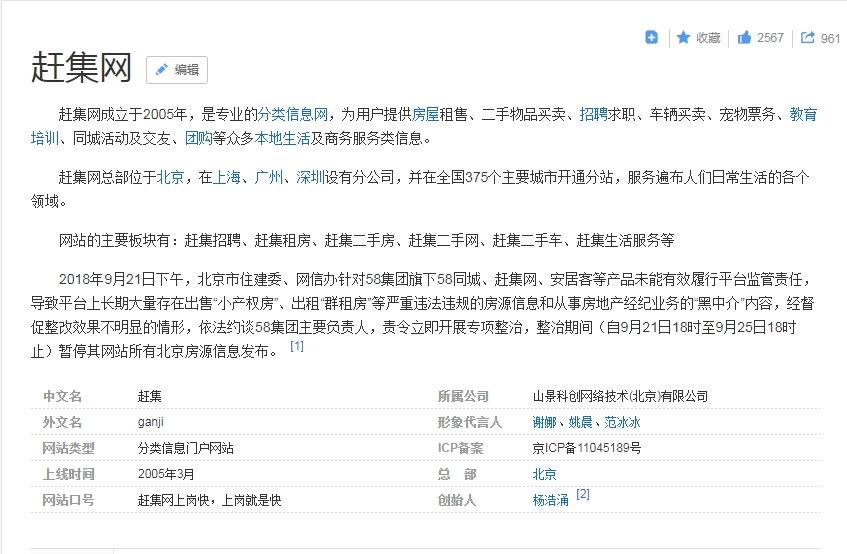 收藏 2567 961
赶集网 编辑
赶集网成立于2005年，是专业的分类信息网，为用户提供房屋租售、二手物品买卖、招聘求职、车辆买卖、宠物票务、教育
培训、同城活动及交友、团购等众多本地生活及商务服务类信息。
赶集网总部位于北京，在上海、广州、深圳设有分公司，并在全国375个主要城市开通分站，服务遍布人们日常生活的各个
领域。
网站的主要板块有：赶集招聘、赶集租房、赶集二手房、赶集二手网、赶集二手车、赶集生活服务等
2018年9月21日下午，北京市住建委、网信办针对58集团旗下58同城、赶集网、安居客等产品未能有效履行平台监管责任，
导致平台上长期大量存在出售“小产权房”、出租“群租房”等严重违法违规的房源信息和从事房地产经纪业务的“黑中介”内容，经督
促整改效果不明显的情形，依法约谈58集团主要负责人，责令立即开展专项整治，整治期间（自9月21日18时至9月25日18时
止）暂停其网站所有北京房源信息发布。 [1]
中文名 赶集 所属公司 山景科创网络技术(北京)有限公司
外文名 ganji 形象代言人 谢娜、姚晨、范冰冰
网站类型 分类信息门户网站 ICP备案 京ICP备11045189号
上线时间 2005年3月 总 部 北京
网站口号 赶集网上岗快，上岗就是快 创始人 杨浩涌 [2]